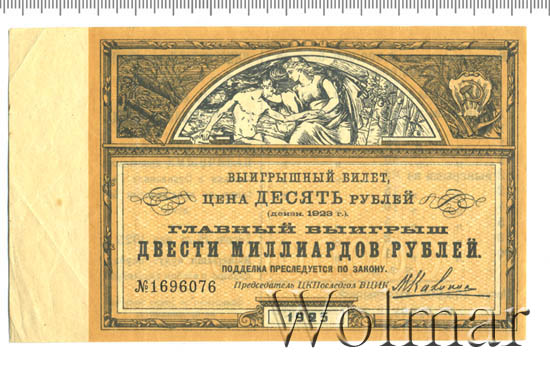 ВЫИГРЫШНЫЙ БИЛЕТ,
ЦЕНА ДЕСЯТЬ РУБЛЕЙ
(дензн. 1923 г.).
ГЛАВНЫЙ ВЫИГРЫШ
ДВЕСТИ МИЛЛИАРДОВ РУБЛЕЙ.
ПОДДЕЛКА ПРЕСЛЕДУЕТСЯ ПО ЗАКОНУ.
№1696076 Председатель ЦКПоследгол ВЦИК
1923
Wolmar